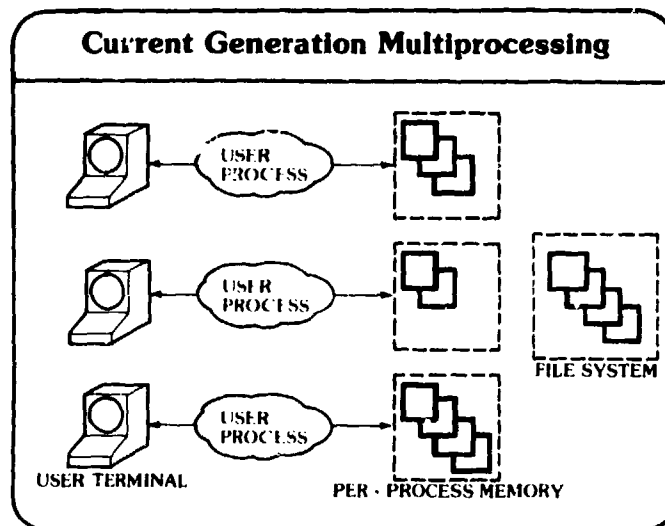 Current Generation Multiprocessing
USER
PROCESS
USER
PROCESS
FILE SYSTEM
USER
PROCESS
USER TERMINAL
PER - PROCESS MEMORY